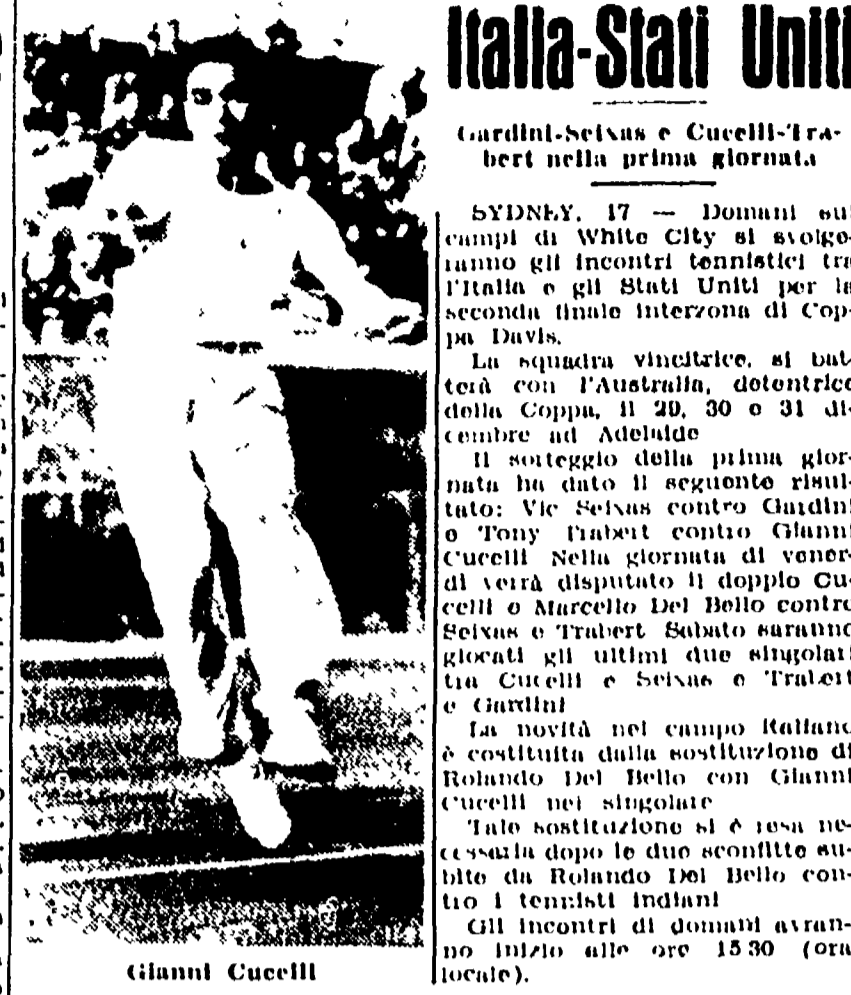 Italia-Stati Uniti
Gardini-Seixas e Cucelli-Tra-
bert nella prima giornata
SYDNEY, 17 — Domani sui
campi di White City si svolge-
ranno gli incontri tennistici tra
l'Italia e gli Stati Uniti per la
seconda finale interzona di Cop-
pa Davis.
La squadra vincitrice, si bat-
terà con l'Australia, detentrice
della Coppa, il 29, 30 e 31 di-
cembre ad Adelaide
Il sorteggio della prima gior-
nata ha dato il seguente risul-
tato: Vic Seixas contro Gardini
e Tony Trabert contro Gianni
Cucelli Nella giornata di vener-
dì verrà disputato il doppio Cu-
celli e Marcello Del Bello contro
Seixas e Trabert Sabato saranno
giocati gli ultimi due singolari
tra Cucelli e Seixas e Trabert
e Gardini
La novità nel campo italiano
è costituita dalla sostituzione di
Rolando Del Bello con Gianni
Cucelli nei singolare
Tale sostituzione si è resa ne-
cessaria dopo le due sconfitte su-
bite da Rolando Del Bello con-
tro i tennisti indiani
Gli incontri di domani avran-
no inizio alle ore 15 30 (ora
locale).
Gianni Cucelli